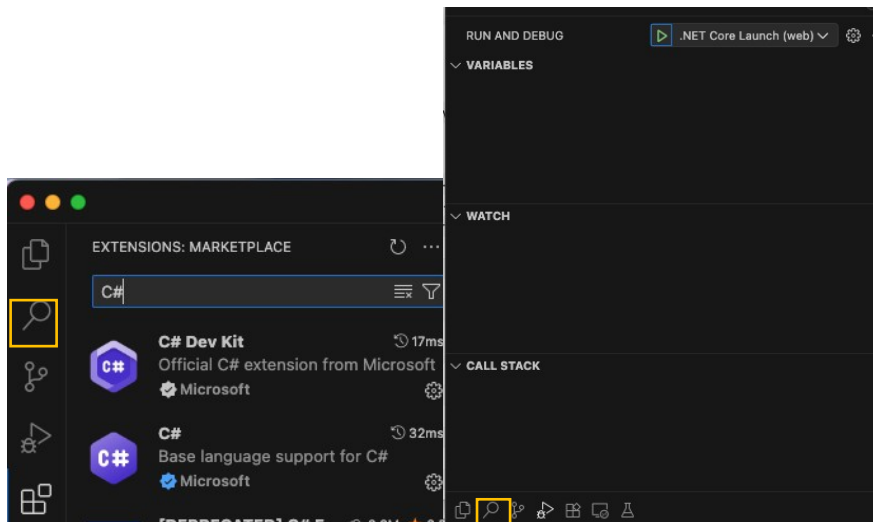 EXTENSIONS: MARKETPLACE
C#
C# Dev Kit 17ms
Official C# extension from Microsoft
Microsoft
C# 32ms
Base language support for C#
Microsoft
RUN AND DEBUG .NET Core Launch (web)
VARIABLES
WATCH
CALL STACK